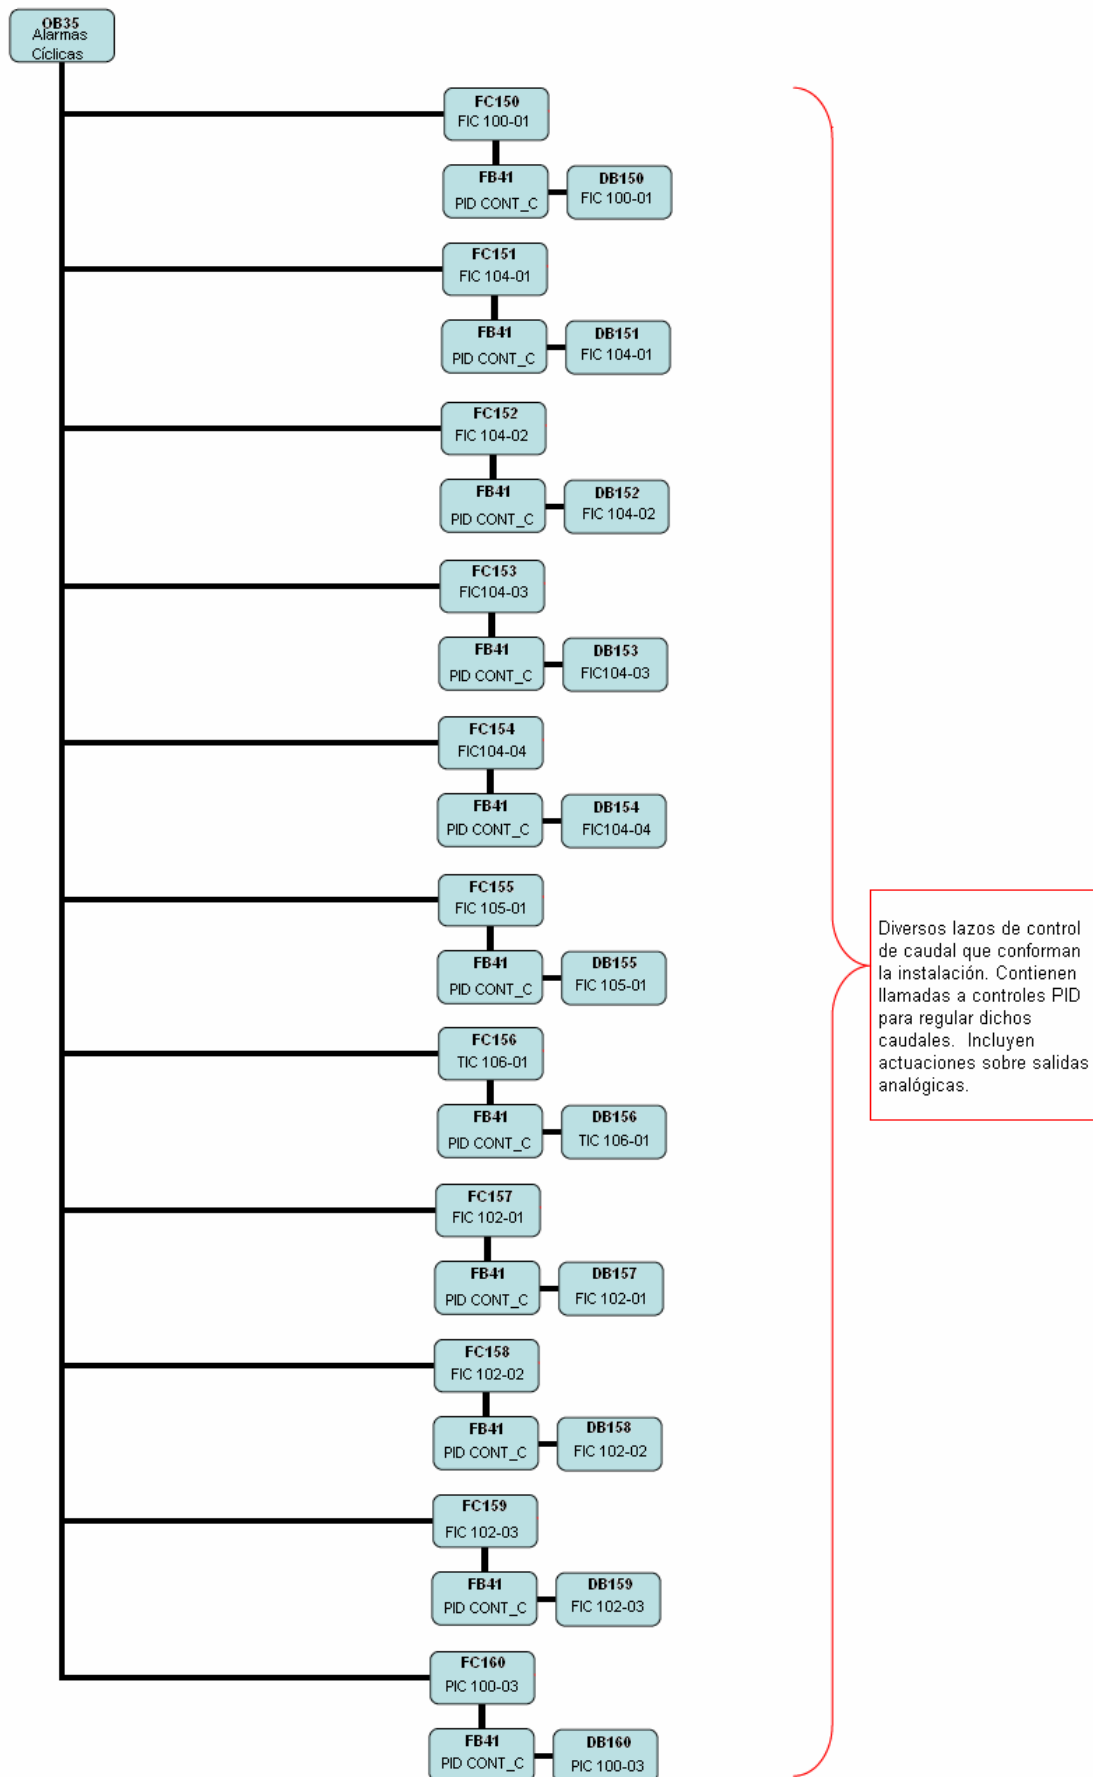 OB35
Alarmas
Cíclicas
FC150
FIC 100-01
FB41
PID CONT_C
DB150
FIC 100-01
FC151
FIC 104-01
FB41
PID CONT_C
DB151
FIC 104-01
FC152
FIC 104-02
FB41
PID CONT_C
DB152
FIC 104-02
FC153
FIC104-03
FB41
PID CONT_C
DB153
FIC104-03
FC154
FIC104-04
FB41
PID CONT_C
DB154
FIC104-04
FC155
FIC 105-01
FB41
PID CONT_C
DB155
FIC 105-01
FC156
TIC 106-01
FB41
PID CONT_C
DB156
TIC 106-01
FC157
FIC 102-01
FB41
PID CONT_C
DB157
FIC 102-01
FC158
FIC 102-02
FB41
PID CONT_C
DB158
FIC 102-02
FC159
FIC 102-03
FB41
PID CONT_C
DB159
FIC 102-03
FC160
PIC 100-03
FB41
PID CONT_C
DB160
PIC 100-03
Diversos lazos de control
de caudal que conforman
la instalación. Contienen
llamadas a controles PID
para regular dichos
caudales. Incluyen
actuaciones sobre salidas
analógicas.